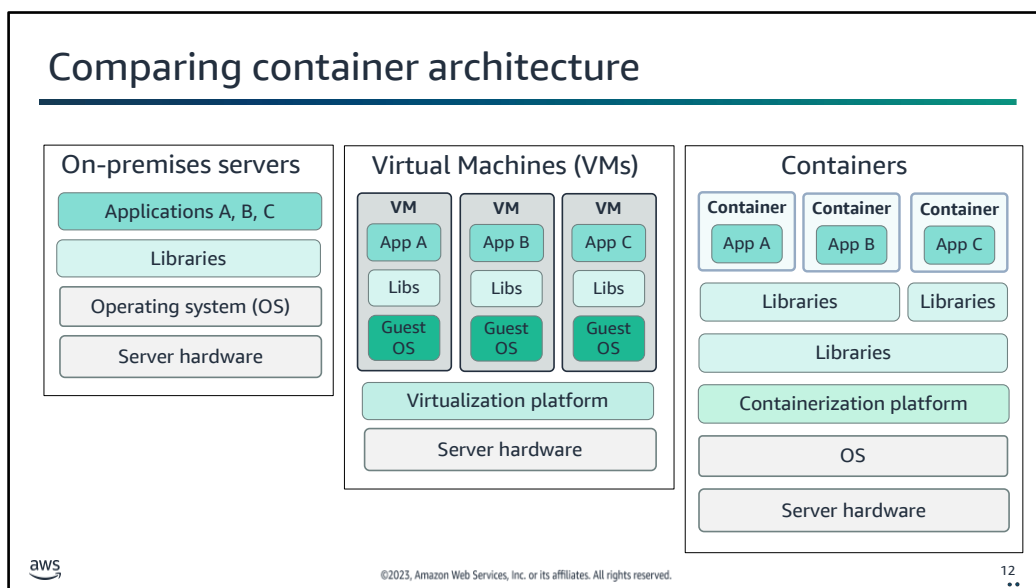 Comparing container architecture
On-premises servers
Applications A, B, C
Libraries
Operating system (OS)
Server hardware
Virtual Machines (VMs)
VM
App A
Libs
Guest
OS
VM
App B
Libs
Guest
OS
VM
App C
Libs
Guest
OS
Virtualization platform
Server hardware
Containers
Container
App A
Container
App B
Container
App C
Libraries
Libraries
Libraries
Containerization platform
OS
Server hardware
aws
©2023, Amazon Web Services, Inc. or its affiliates. All rights reserved.
12